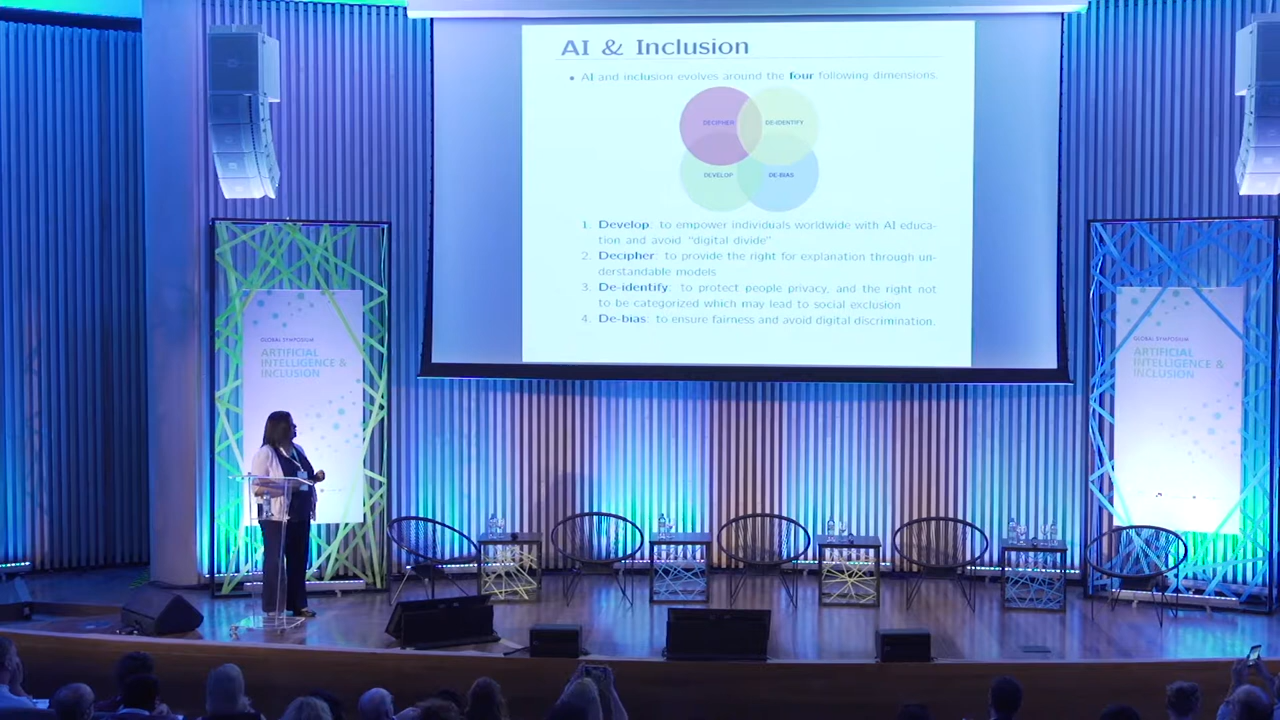 AI & Inclusion
• AI and inclusion evolves around the four following dimensions.
DECIPHER
DE-IDENTIFY
DEVELOP
DE-BIAS
1. Develop: to empower individuals worldwide with AI educa-
tion and avoid "digital divide"
2. Decipher: to provide the right for explanation through un-
derstandable models
3. De-identify: to protect people privacy, and the right not
to be categorized which may lead to social exclusion
4. De-bias: to ensure fairness and avoid digital discrimination.
GLOBAL SYMPOSIUM
ARTIFICIAL
INTELLIGENCE &
INCLUSION
GLOBAL SYMPOSIUM
ARTIFICIAL
INTELLIGENCE &
INCLUSION